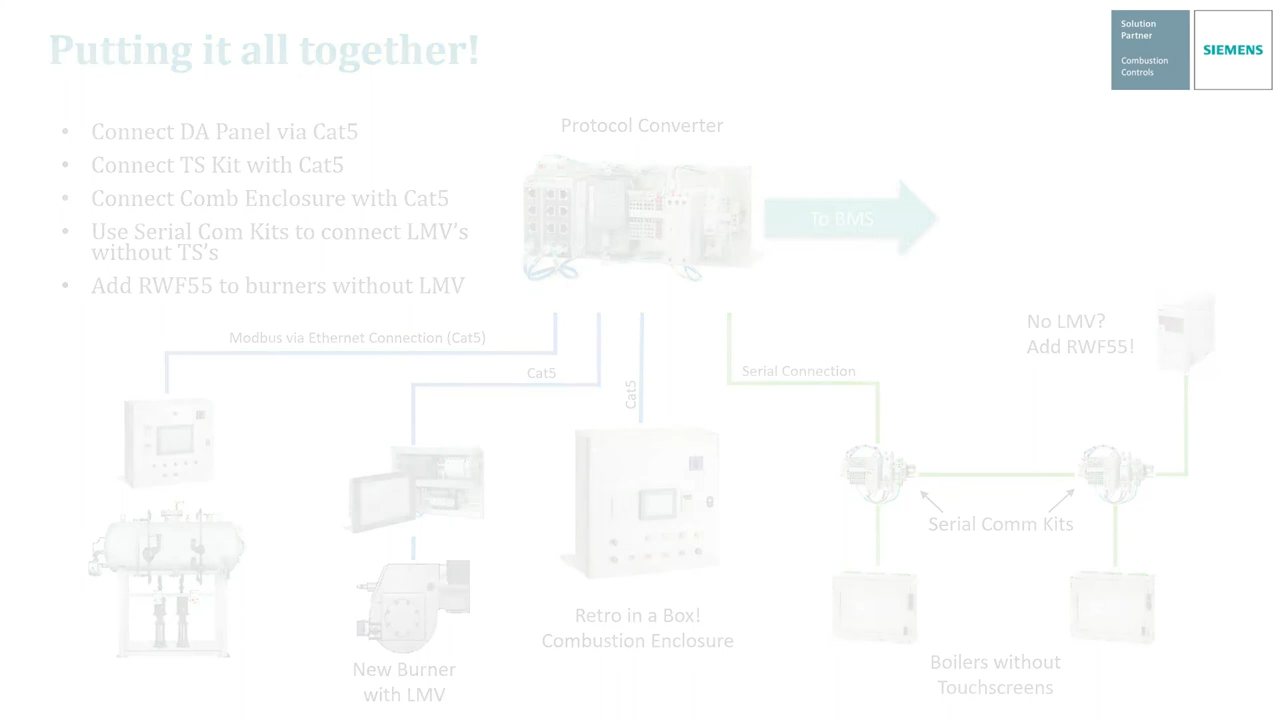 Putting it all together!
Solution
Partner
Combustion
Controls
SIEMENS
• Connect DA Panel via Cat5
• Connect TS Kit with Cat5
• Connect Comb Enclosure with Cat5
• Use Serial Com Kits to connect LMV’s
without TS’s
• Add RWF55 to burners without LMV
Protocol Converter
To BMS
Modbus via Ethernet Connection (Cat5)
Cat5
Cat5
Serial Connection
No LMV?
Add RWF55!
Serial Comm Kits
Retro in a Box!
Combustion Enclosure
New Burner
with LMV
Boilers without
Touchscreens